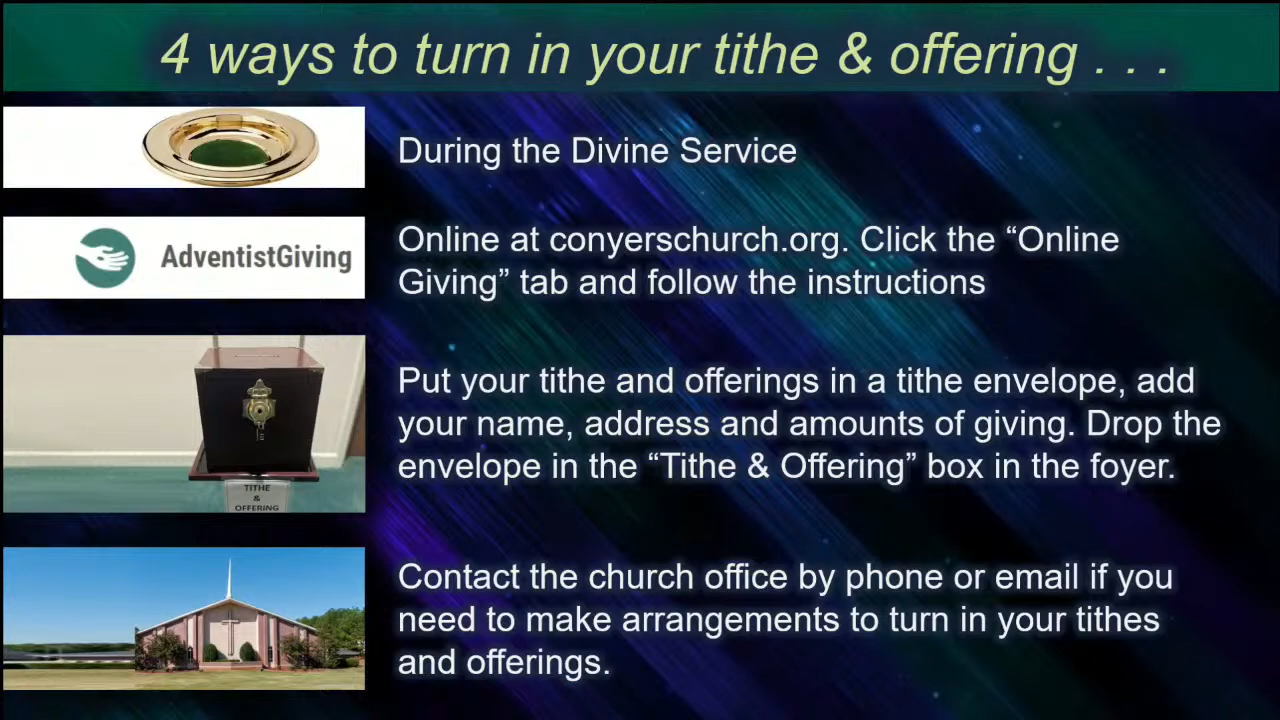 4 ways to turn in your tithe & offering . . .
During the Divine Service
AdventistGiving
Online at conyerschurch.org. Click the “Online
Giving” tab and follow the instructions
Put your tithe and offerings in a tithe envelope, add
your name, address and amounts of giving. Drop the
envelope in the “Tithe & Offering” box in the foyer.
TITHE
&
OFFERING
Contact the church office by phone or email if you
need to make arrangements to turn in your tithes
and offerings.